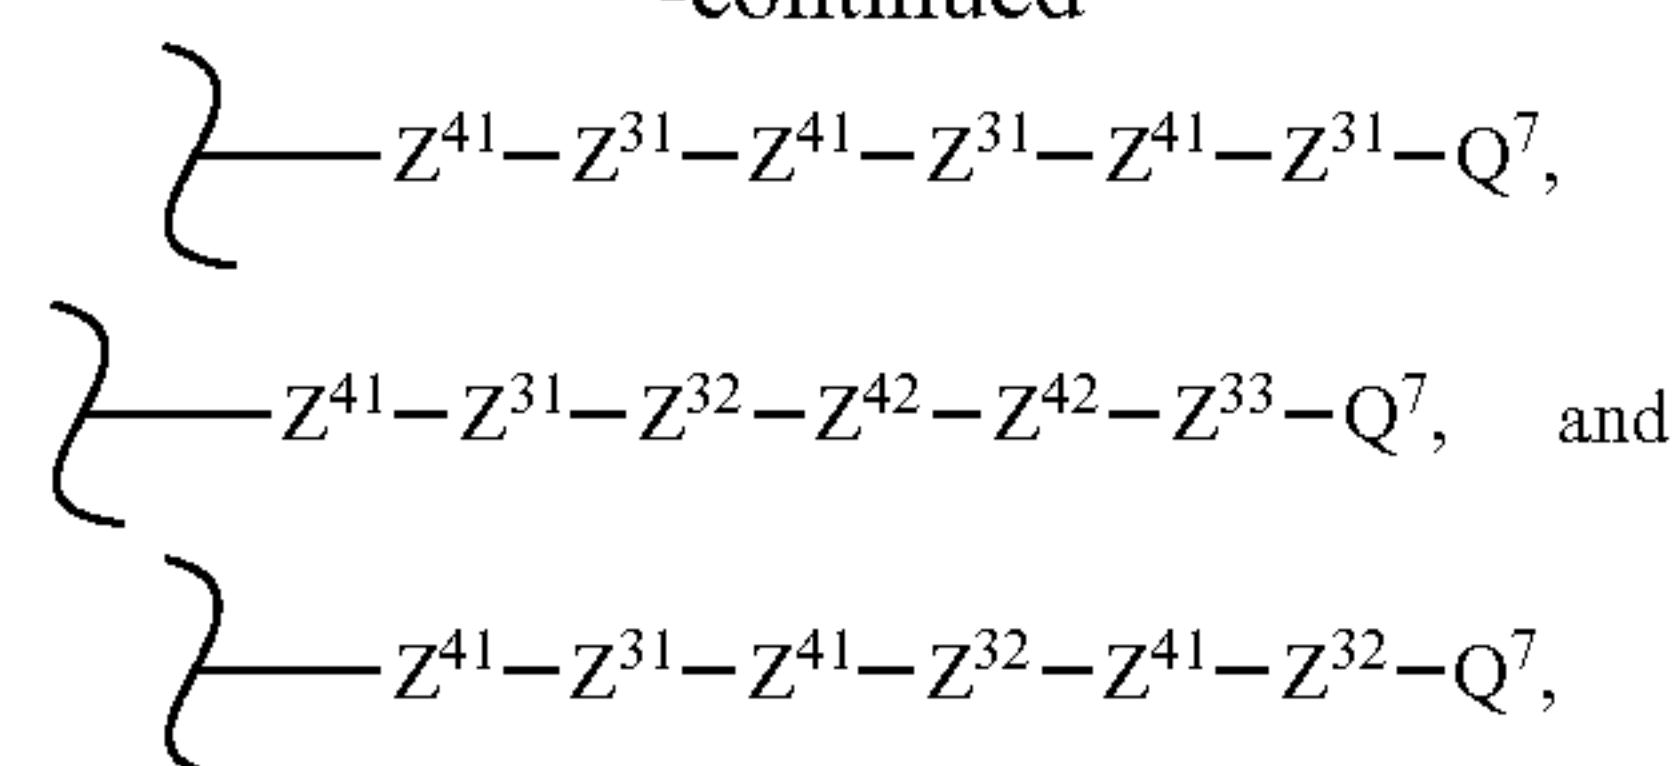 -continued
Z⁴¹—Z³¹—Z⁴¹—Z³¹—Z⁴¹—Z³¹—Q⁷,
Z⁴¹—Z³¹—Z³²—Z⁴²—Z⁴²—Z³³—Q⁷, and
Z⁴¹—Z³¹—Z⁴¹—Z³²—Z⁴¹—Z³²—Q⁷,